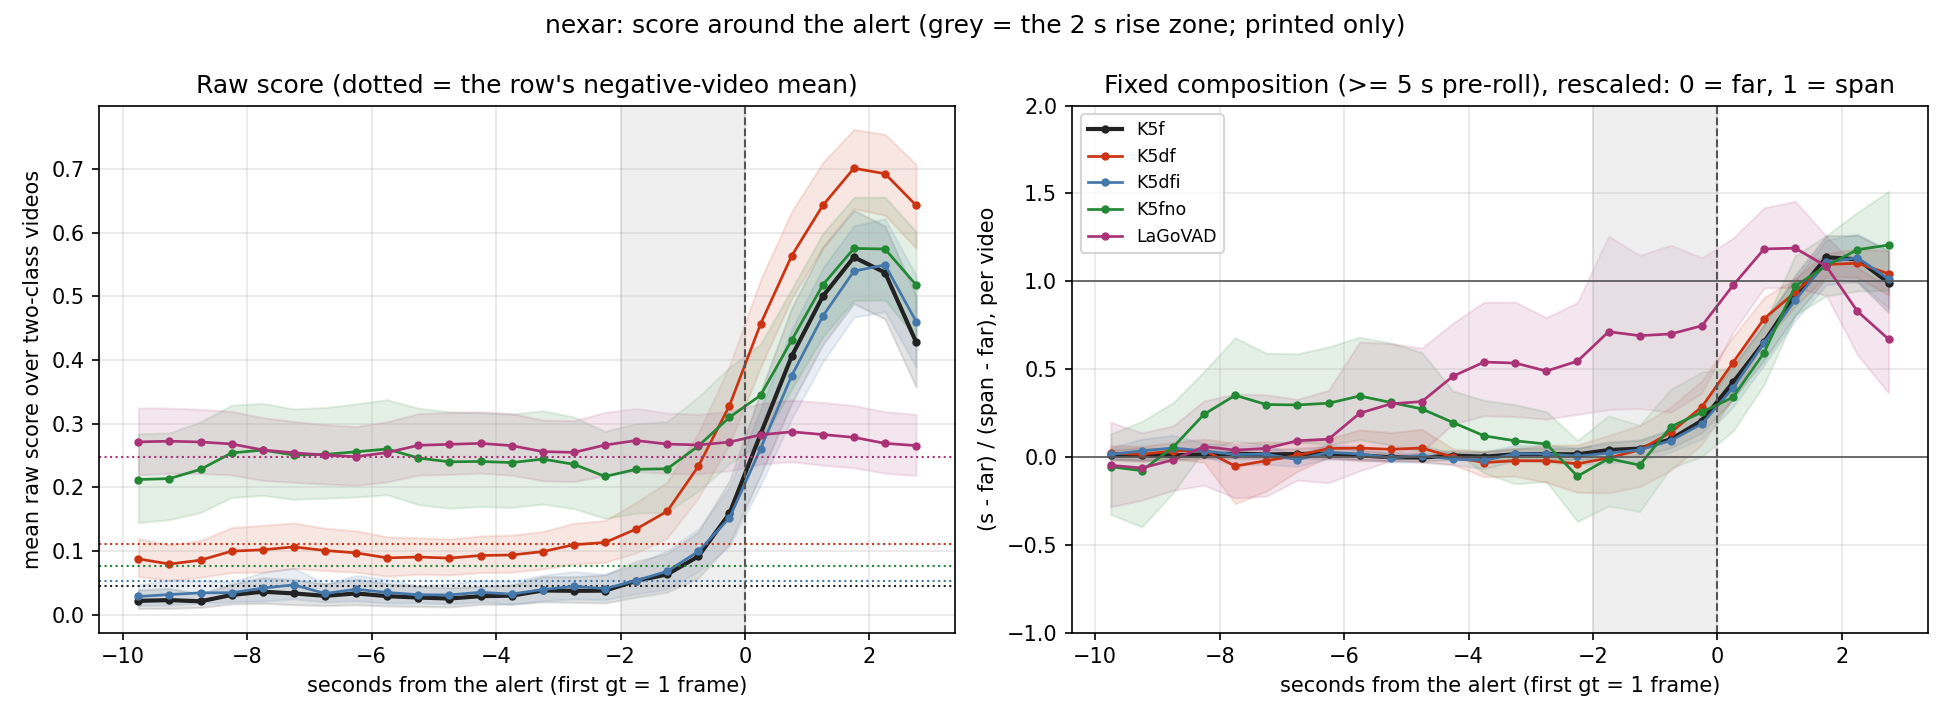 nexar: score around the alert (grey = the 2 s rise zone; printed only)
Raw score (dotted = the row's negative-video mean)
mean raw score over two-class videos
0.7
0.6
0.5
0.4
0.3
0.2
0.1
0.0
−10
−8
−6
−4
−2
0
2
seconds from the alert (first gt = 1 frame)
Fixed composition (>= 5 s pre-roll), rescaled: 0 = far, 1 = span
(s - far) / (span - far), per video
2.0
1.5
1.0
0.5
0.0
−0.5
−1.0
K5f
K5df
K5dfi
K5fno
LaGoVAD
−10
−8
−6
−4
−2
0
2
seconds from the alert (first gt = 1 frame)